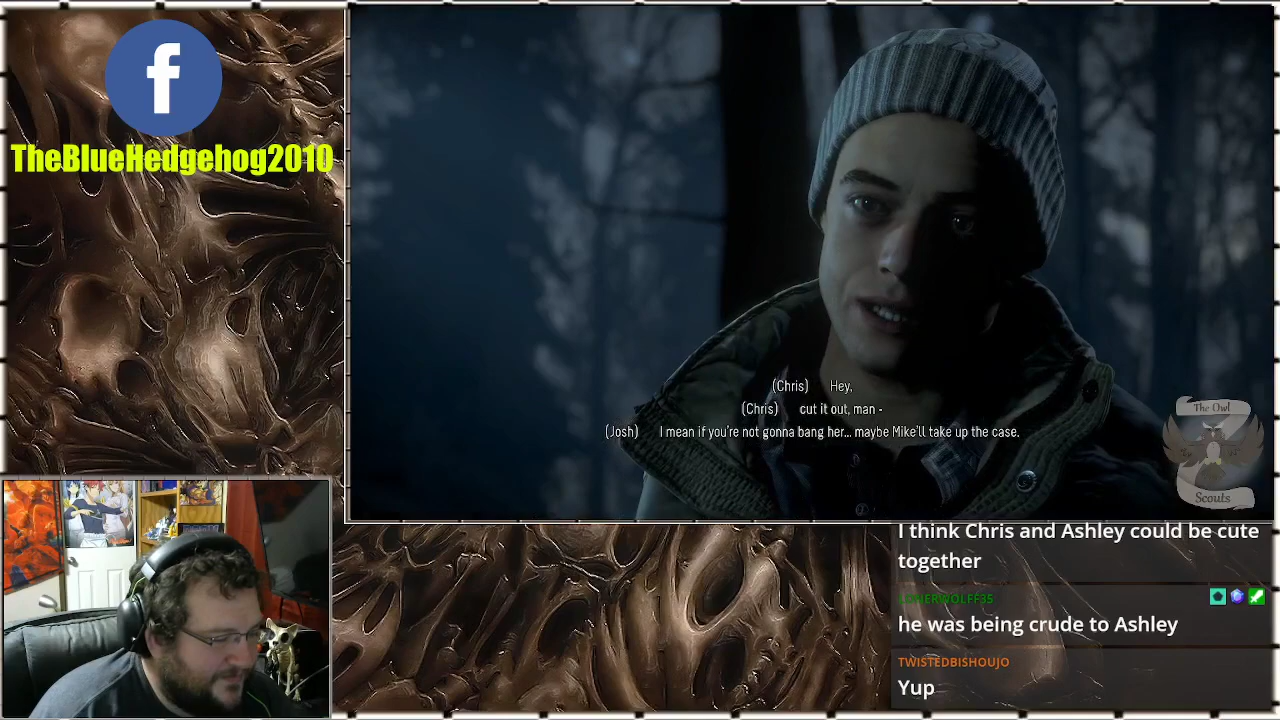 f
TheBlueHedgehog2010
(Chris) Hey,
(Chris) cut it out, man -
(Josh) I mean if you're not gonna bang her... maybe Mike'll take up the case.
The Owl
Scouts
I think Chris and Ashley could be cute
together
he was being crude to Ashley
TWISTEDBISHOUJO
Yup